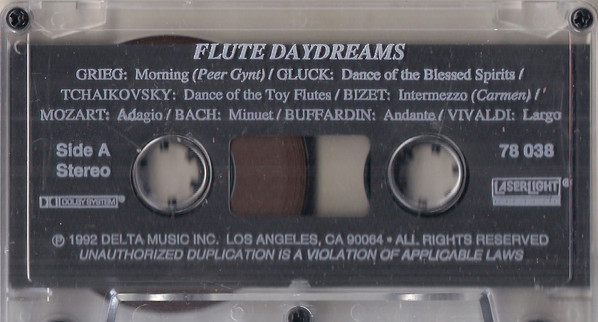 FLUTE DAYDREAMS
GRIEG: Morning (Peer Gynt) / GLUCK: Dance of the Blessed Spirits /
TCHAIKOVSKY: Dance of the Toy Flutes / BIZET: Intermezzo (Carmen) /
MOZART: Adagio / BACH: Minuet / BUFFARDIN: Andante / VIVALDI: Largo
Side A
Stereo
78 038
DOLBY SYSTEM
LASERLIGHT
℗ 1992 DELTA MUSIC INC. LOS ANGELES, CA 90064 • ALL RIGHTS RESERVED
UNAUTHORIZED DUPLICATION IS A VIOLATION OF APPLICABLE LAWS